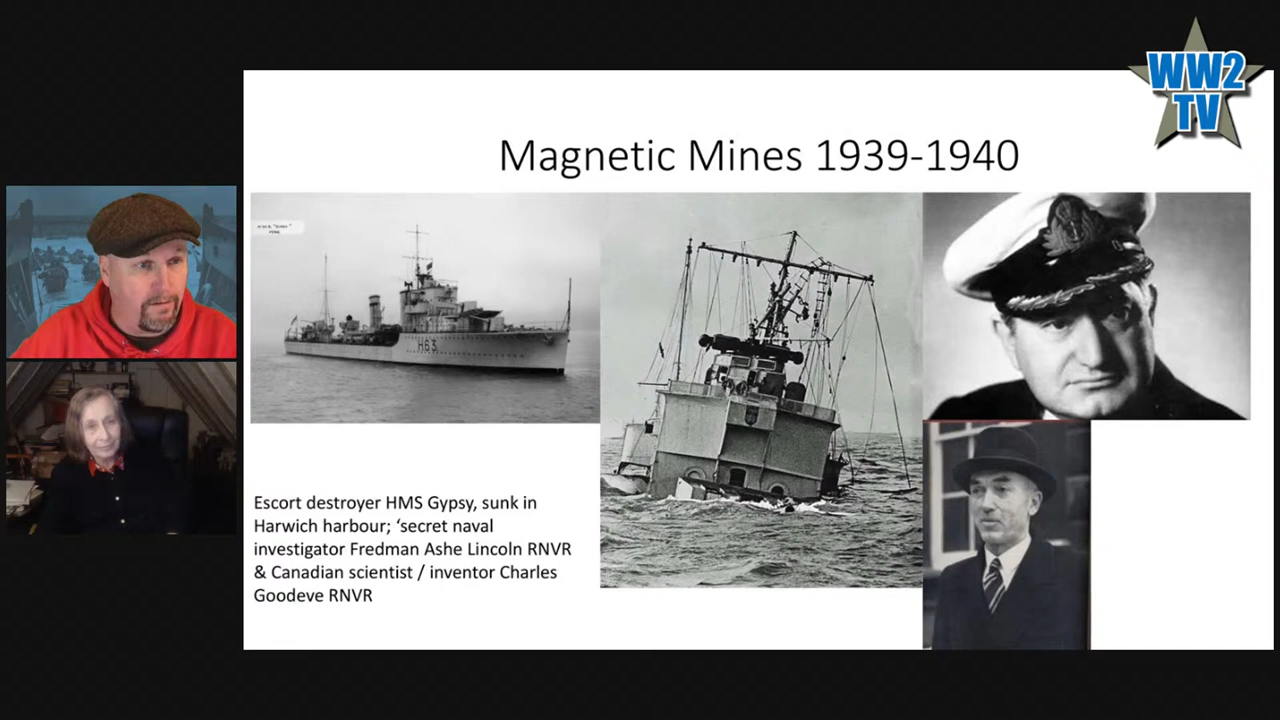 WW2
TV
Magnetic Mines 1939-1940
H63
Escort destroyer HMS Gypsy, sunk in
Harwich harbour; ‘secret naval
investigator Fredman Ashe Lincoln RNVR
& Canadian scientist / inventor Charles
Goodeve RNVR